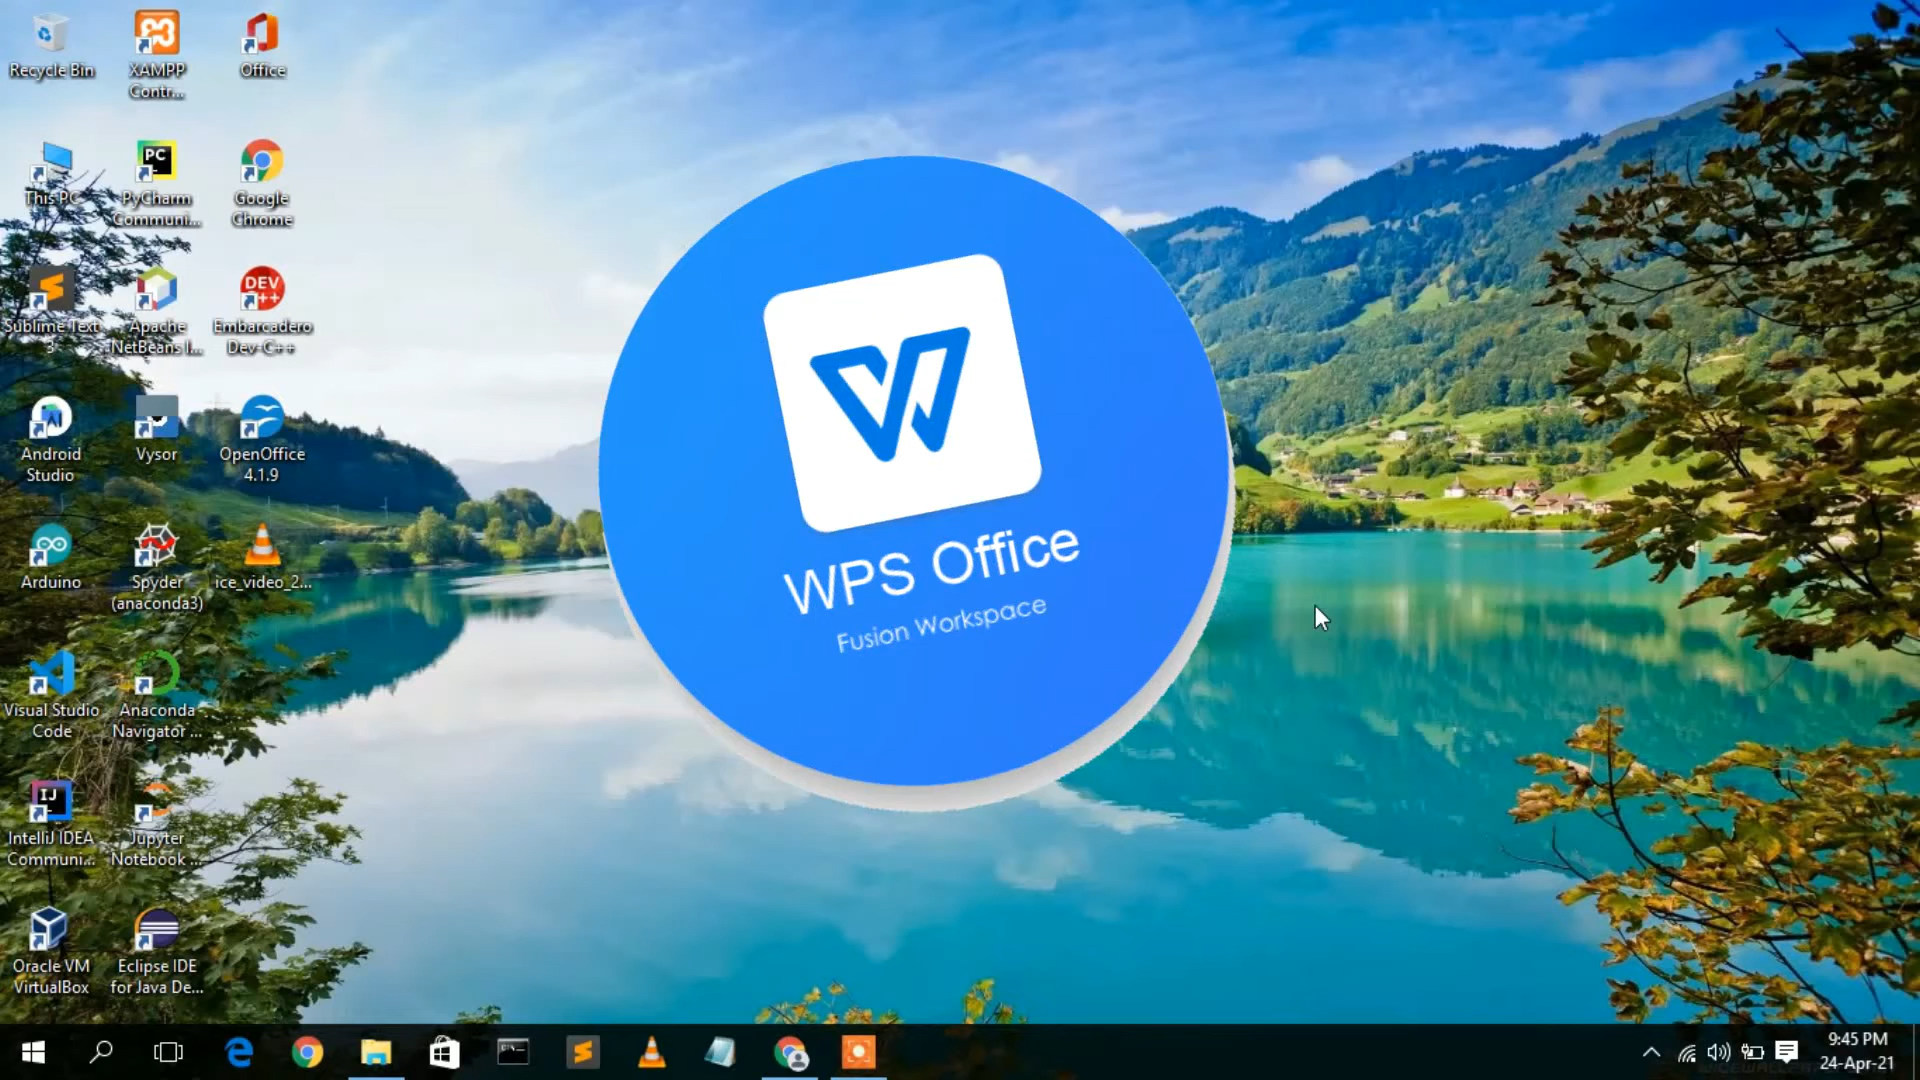 Recycle Bin
XAMPP
Contr...
Office
This PC
PC
PyCharm
Communi...
Google
Chrome
Sublime Text
3
Apache
NetBeans I...
DEV
C++
Embarcadero
Dev-C++
Android
Studio
Vysor
OpenOffice
4.1.9
Arduino
Spyder
(anaconda3)
ice_video_2...
Visual Studio
Code
Anaconda
Navigator ...
IJ
IntelliJ IDEA
Communi...
Jupyter
Notebook ...
Oracle VM
VirtualBox
Eclipse IDE
for Java De...
WPS Office
Fusion Workspace
9:45 PM
24-Apr-21